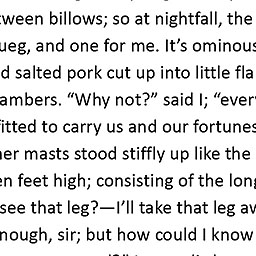 tween billows; so at nightfall, the
ueg, and one for me. It’s ominous
d salted pork cut up into little fla
ambers. “Why not?” said I; “ever
fitted to carry us and our fortunes
her masts stood stiffly up like the
en feet high; consisting of the long
see that leg?—I’ll take that leg aw
nough, sir; but how could I know